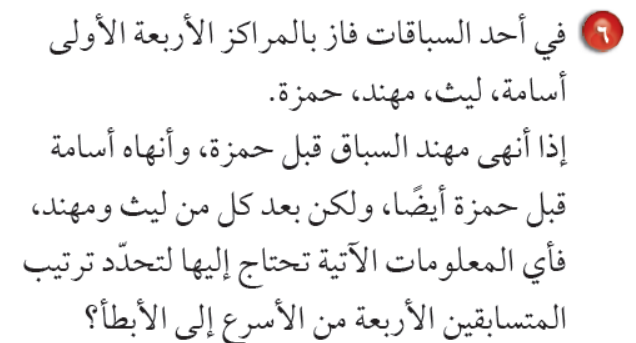 ٦ في أحد السباقات فاز بالمراكز الأربعة الأولى
أسامة، ليث، مهند، حمزة.
إذا أنهى مهند السباق قبل حمزة، وأنهاه أسامة
قبل حمزة أيضًا، ولكن بعد كل من ليث ومهند،
فأي المعلومات الآتية تحتاج إليها لتحدّد ترتيب
المتسابقين الأربعة من الأسرع إلى الأبطأ؟